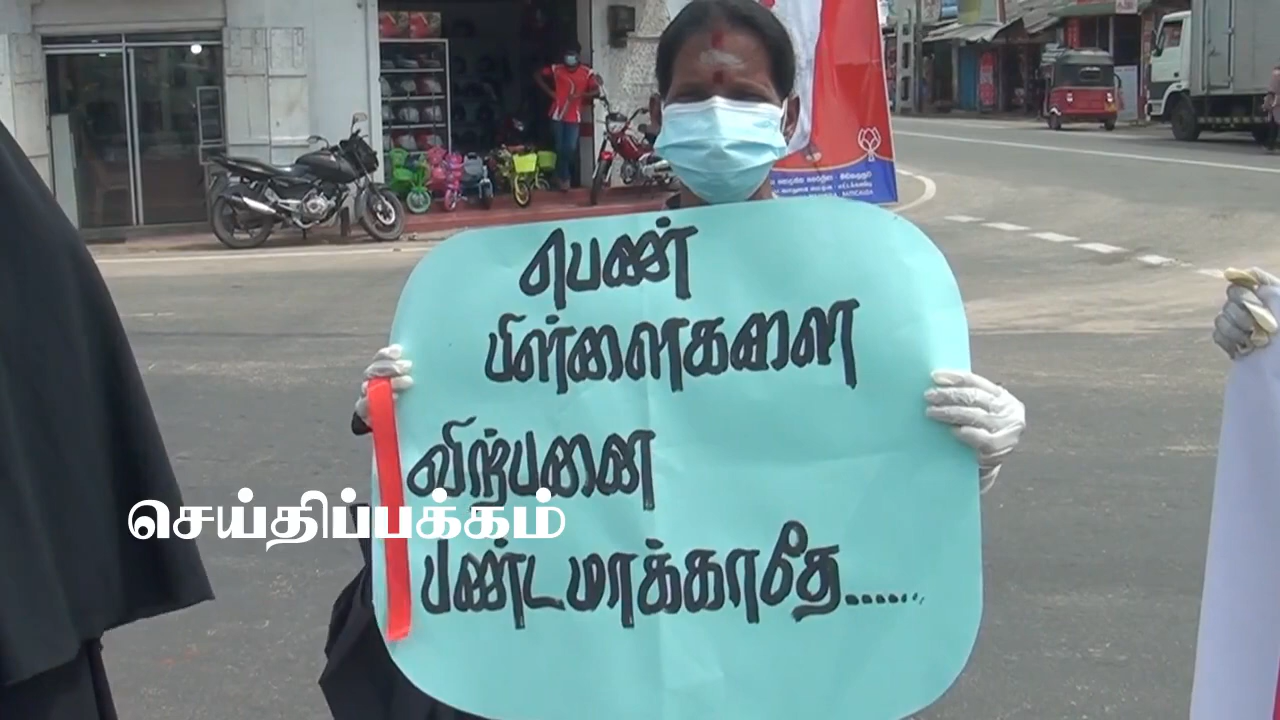 பெண்
பிள்ளைகளை
விற்பனை
செய்திப்பக்கம்
பண்டமாக்காதே.......